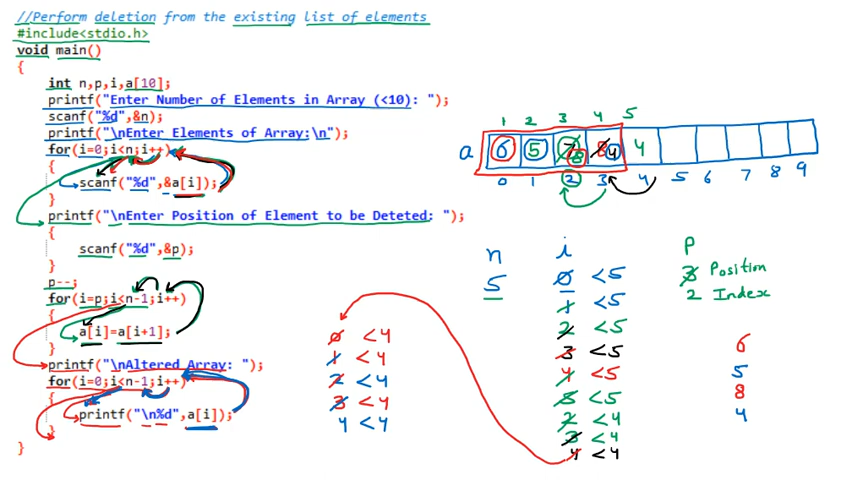 //Perform deletion from the existing list of elements
#include<stdio.h>
void main()
{
int n,p,i,a[10];
printf("Enter Number of Elements in Array (<10): ");
scanf("%d",&n);
printf("\nEnter Elements of Array:\n");
for(i=0;i<n;i++)
{
scanf("%d",&a[i]);
}
printf("\nEnter Position of Element to be Deteted: ");
{
scanf("%d",&p);
}
p--;
for(i=p;i<n-1;i++)
{
a[i]=a[i+1];
}
printf("\nAltered Array: ");
for(i=0;i<n-1;i++)
{
printf("\n%d",a[i]);
}
}
1 2 3 4 5
a 6 5 7 8 8 4 4
0 1 2 3 4 5 6 7 8 9
n
5
i
0 <5
1 <5
2 <5
3 <5
4 <5
5 <5
2 <4
3 <4
4 <4
P
3 Position
2 Index
0 <4
1 <4
2 <4
3 <4
4 <4
6
5
8
4